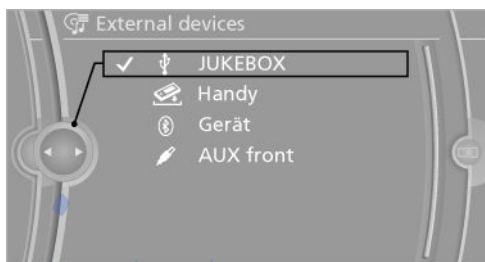 External devices
JUKEBOX
Handy
Gerät
AUX front